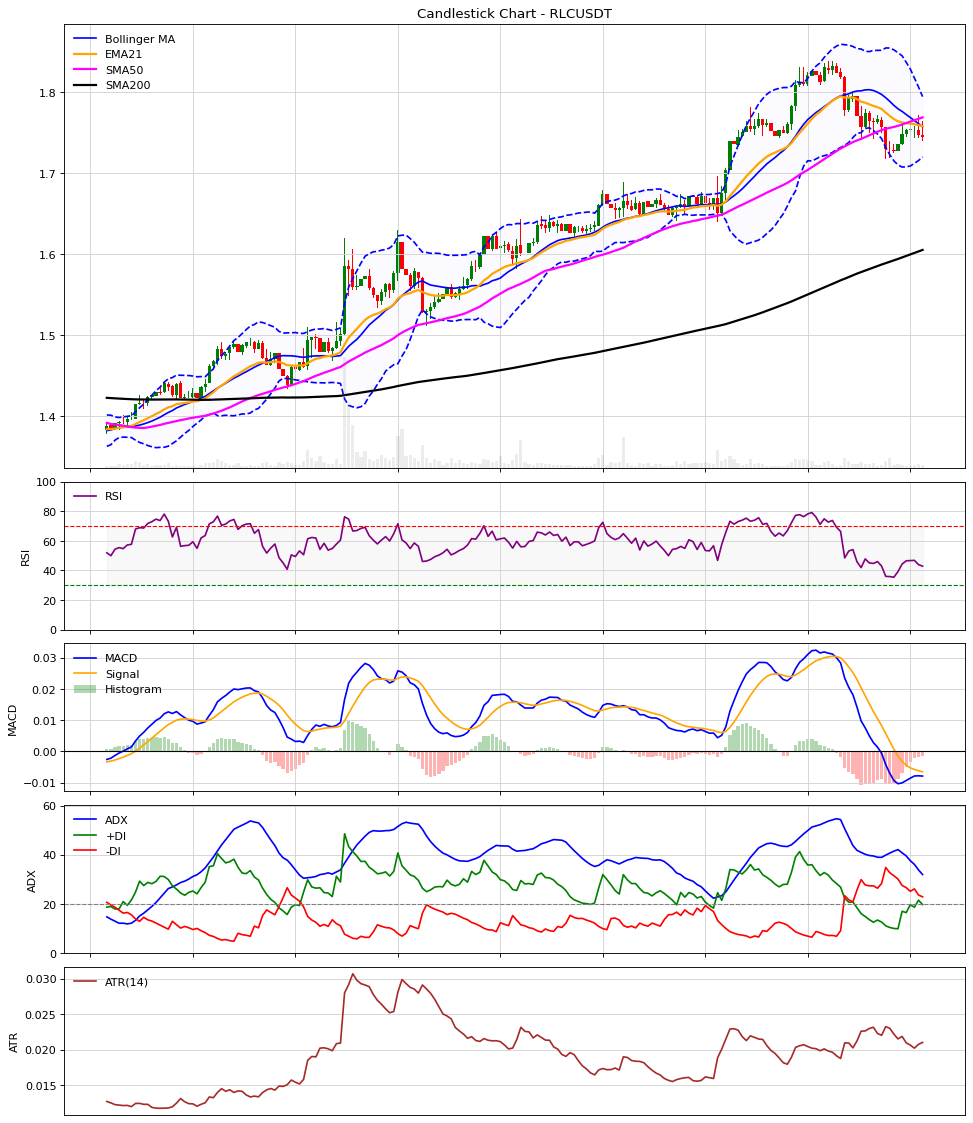 Candlestick Chart - RLCUSDT
Bollinger MA
EMA21
SMA50
SMA200
1.8
1.7
1.6
1.5
1.4
100
80
60
40
20
0
RSI
RSI
0.03
0.02
0.01
0.00
−0.01
MACD
MACD
Signal
Histogram
60
40
20
0
ADX
ADX
+DI
-DI
0.030
0.025
0.020
0.015
ATR
ATR(14)